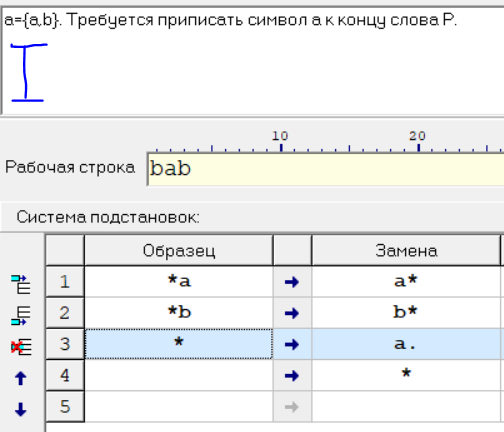 a={a,b}. Требуется приписать символ a к концу слова P.
I
10 20
Рабочая строка bab
Система подстановок:
Образец Замена
1 *a → a*
2 *b → b*
3 * → a.
4 → *
5 →